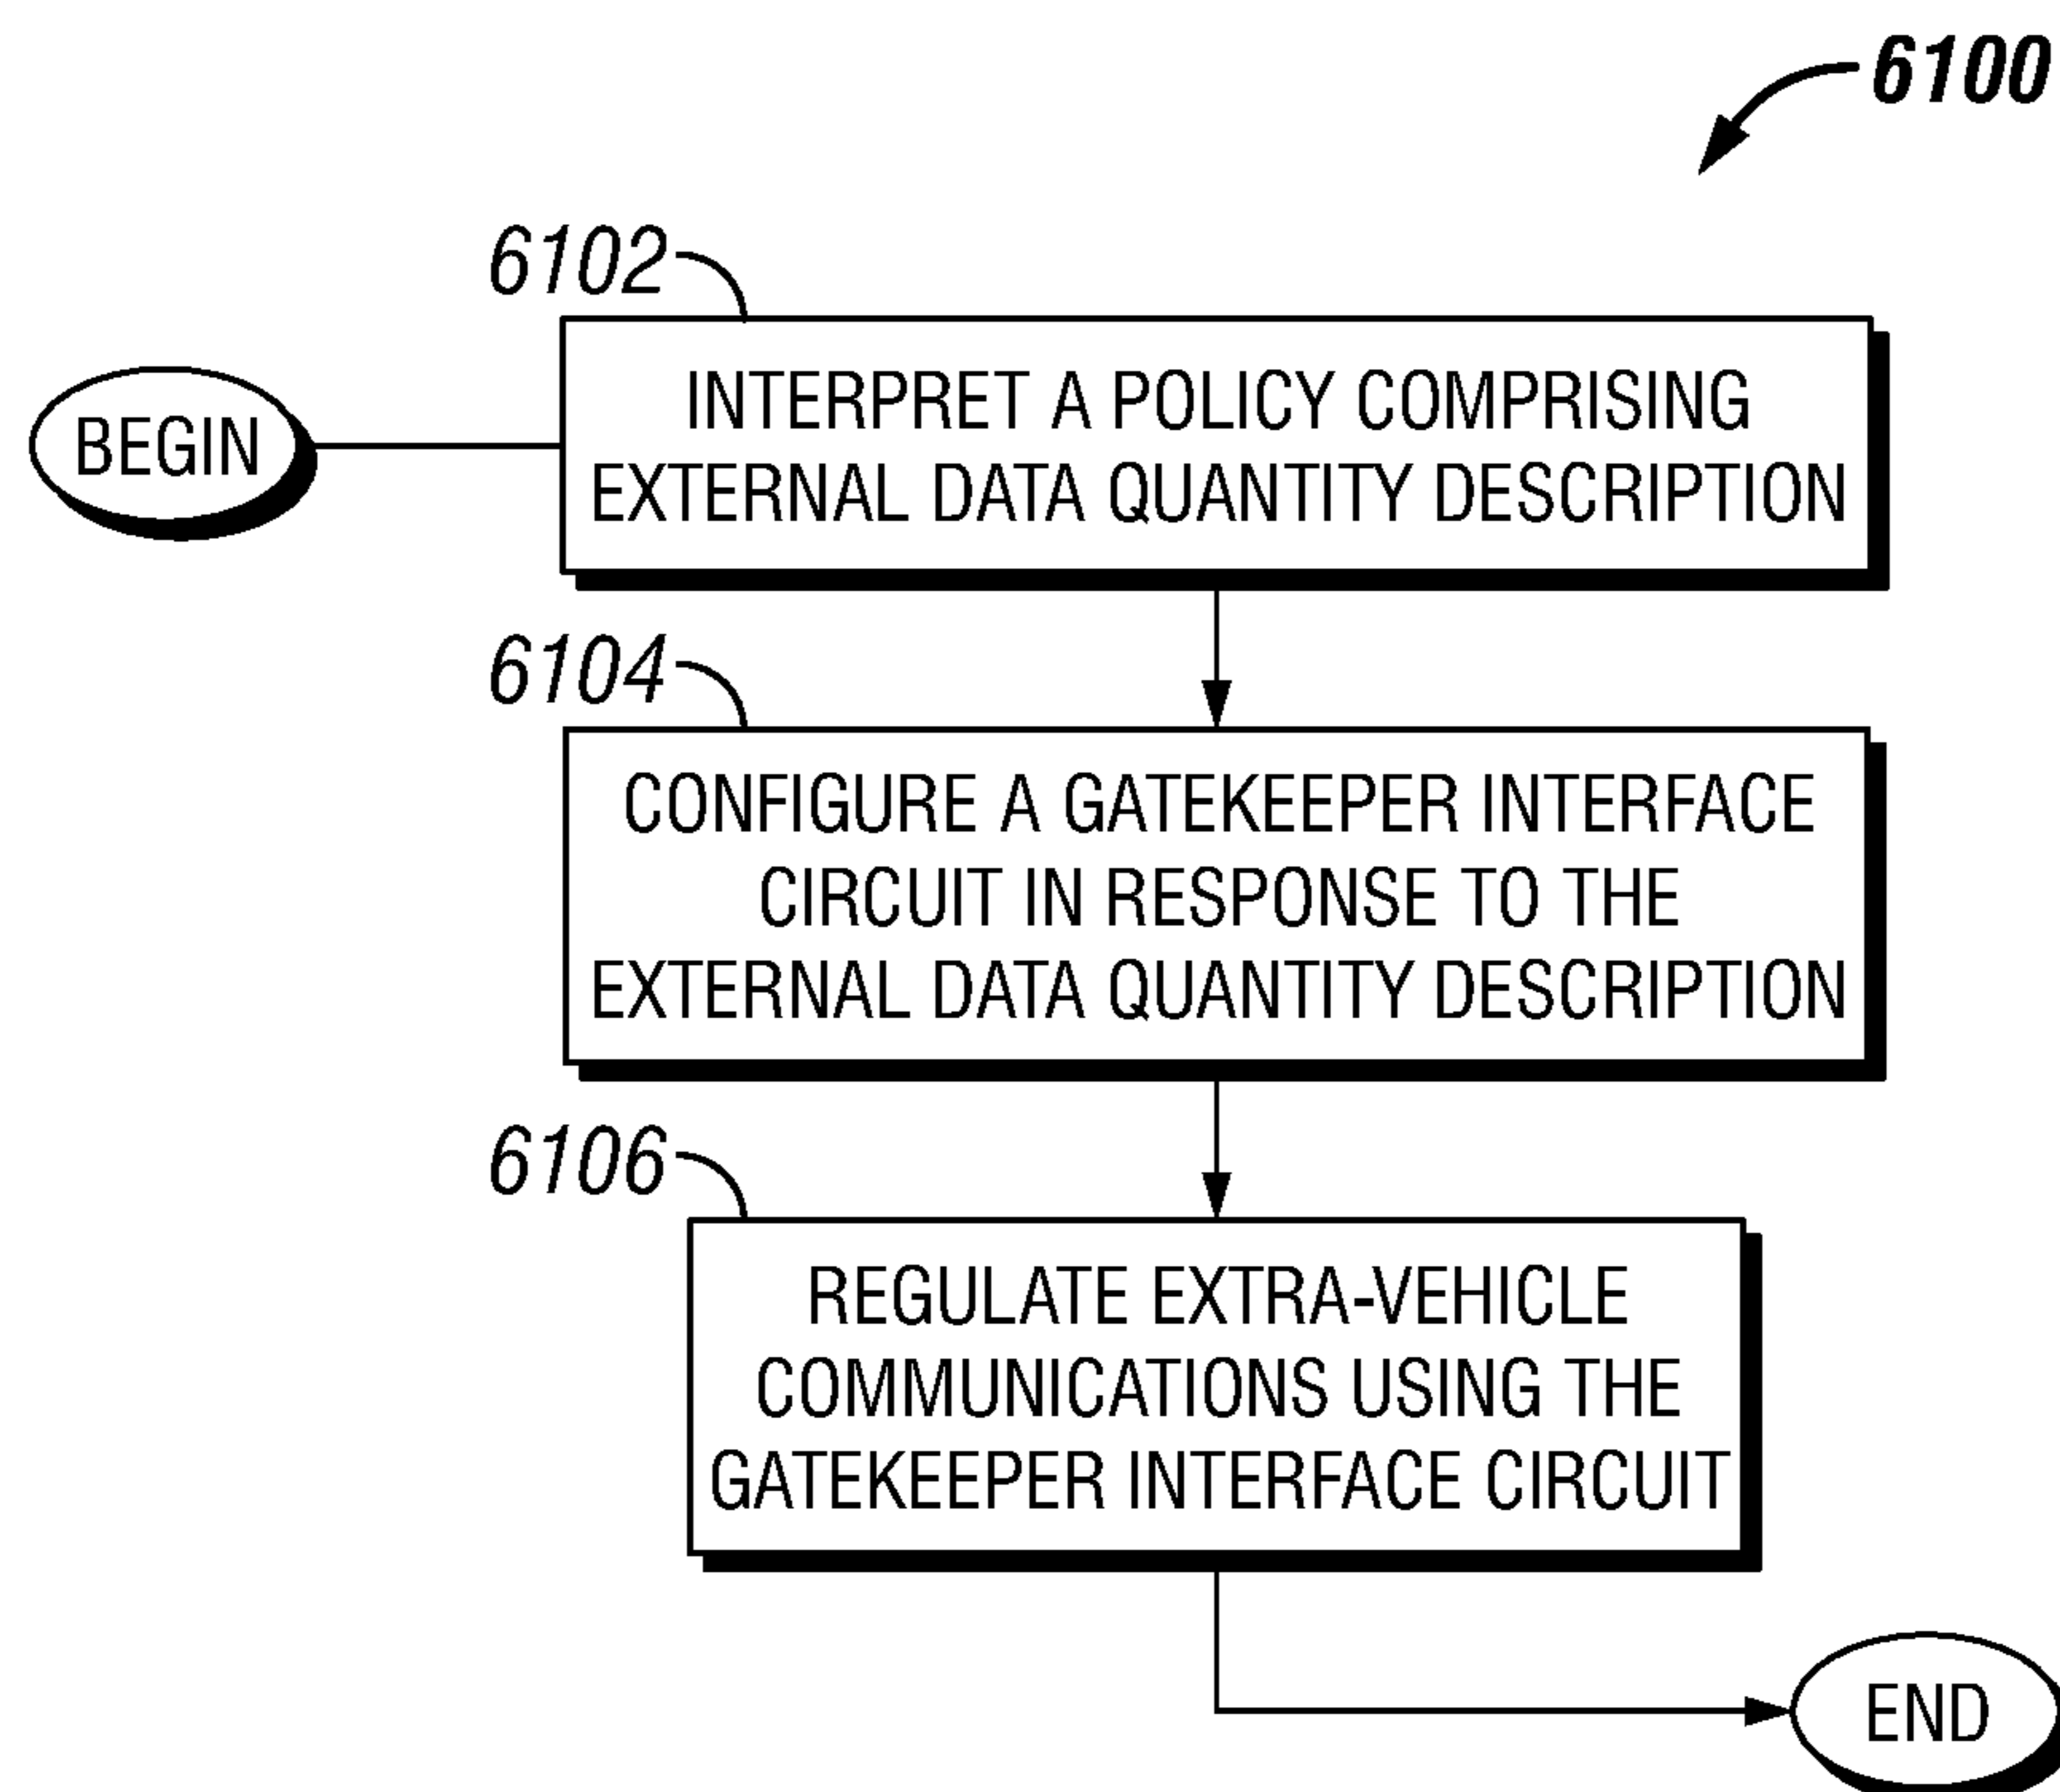 6100
6102
INTERPRET A POLICY COMPRISING
EXTERNAL DATA QUANTITY DESCRIPTION
BEGIN
6104
CONFIGURE A GATEKEEPER INTERFACE
CIRCUIT IN RESPONSE TO THE
EXTERNAL DATA QUANTITY DESCRIPTION
6106
REGULATE EXTRA-VEHICLE
COMMUNICATIONS USING THE
GATEKEEPER INTERFACE CIRCUIT
END